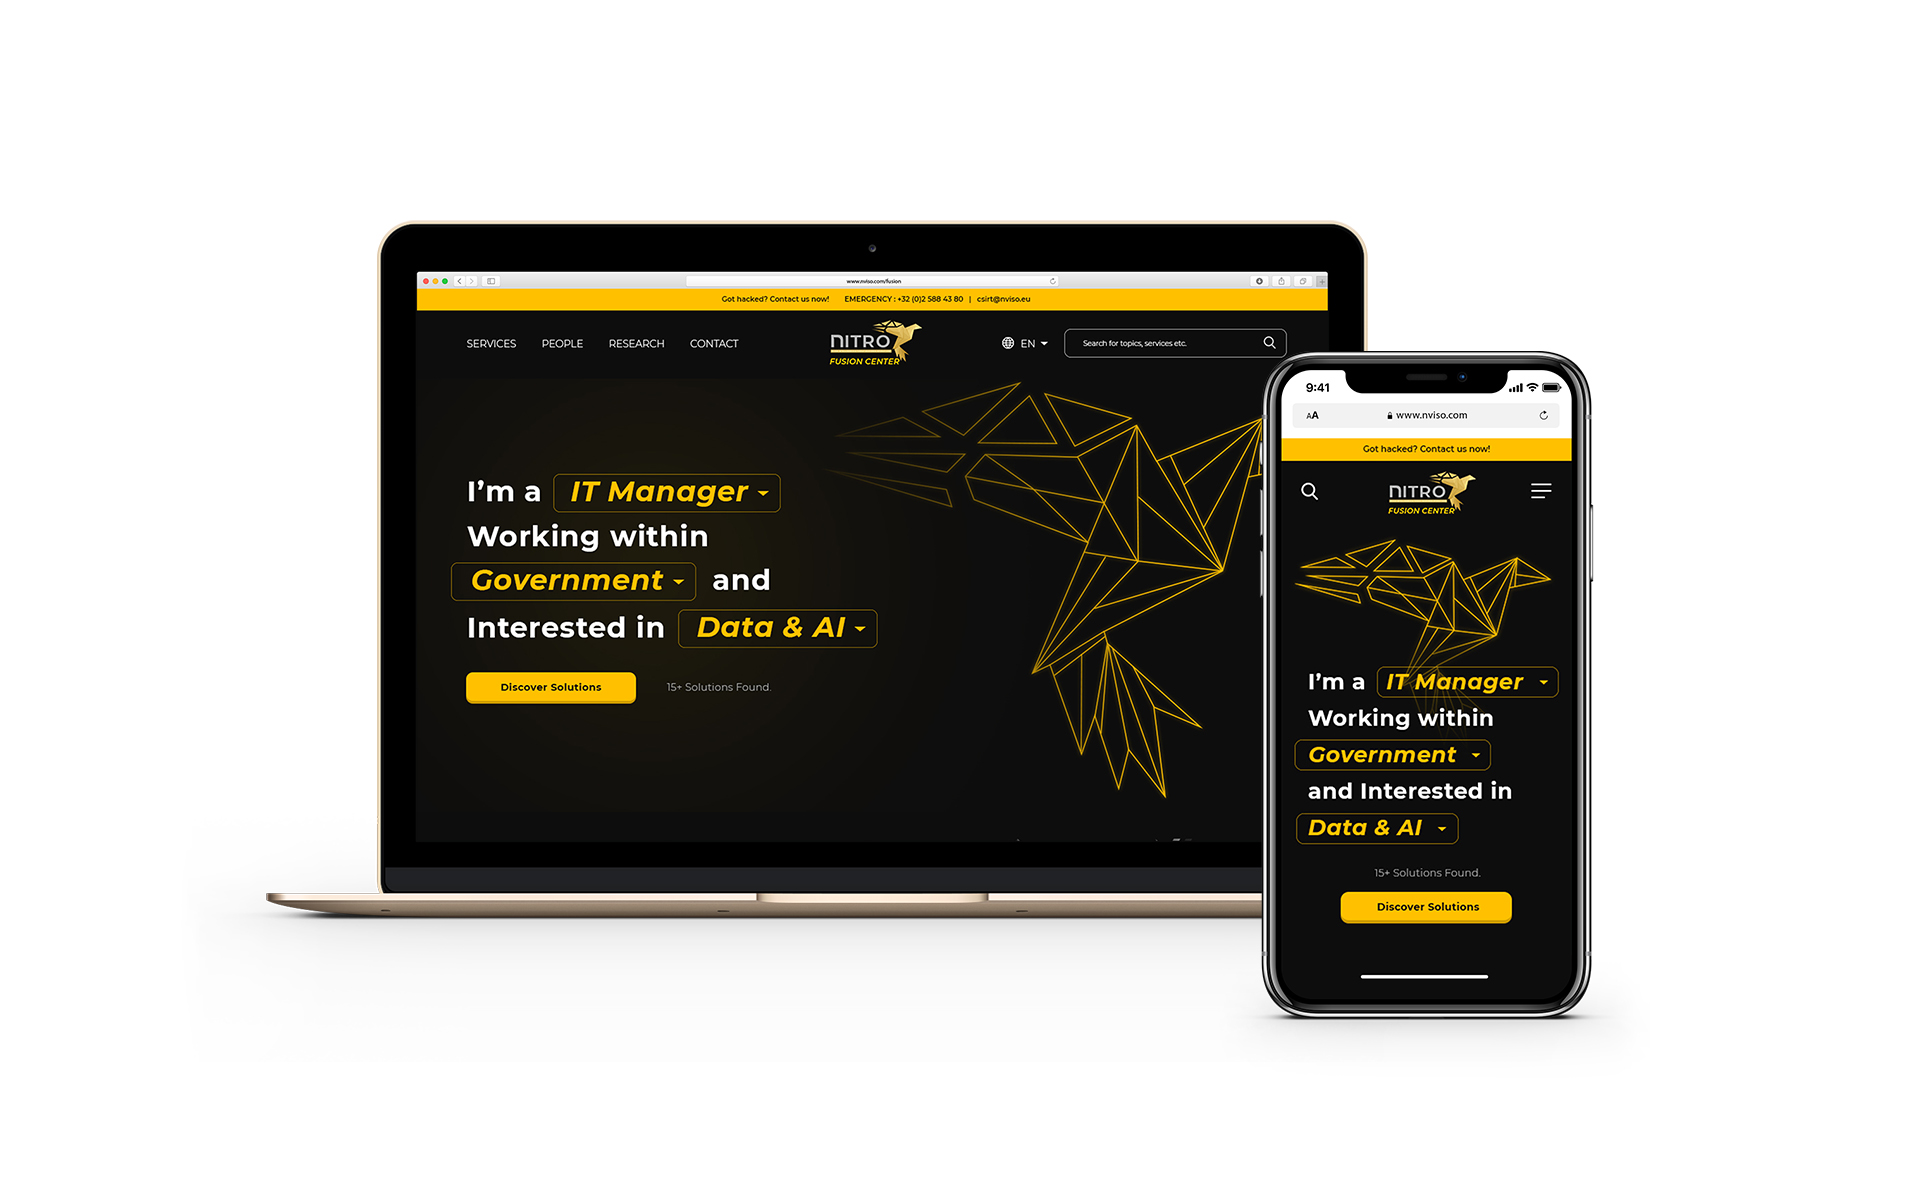 www.nviso.com/fusion
Got hacked? Contact us now! EMERGENCY : +32 (0)2 588 43 80 | csirt@nviso.eu
SERVICES PEOPLE RESEARCH CONTACT
NITRO
FUSION CENTER
EN
Search for topics, services etc.
I'm a IT Manager
Working within
Government and
Interested in Data & AI
Discover Solutions 15+ Solutions Found.
9:41
AA www.nviso.com
Got hacked? Contact us now!
NITRO
FUSION CENTER
I'm a IT Manager
Working within
Government
and Interested in
Data & AI
15+ Solutions Found.
Discover Solutions